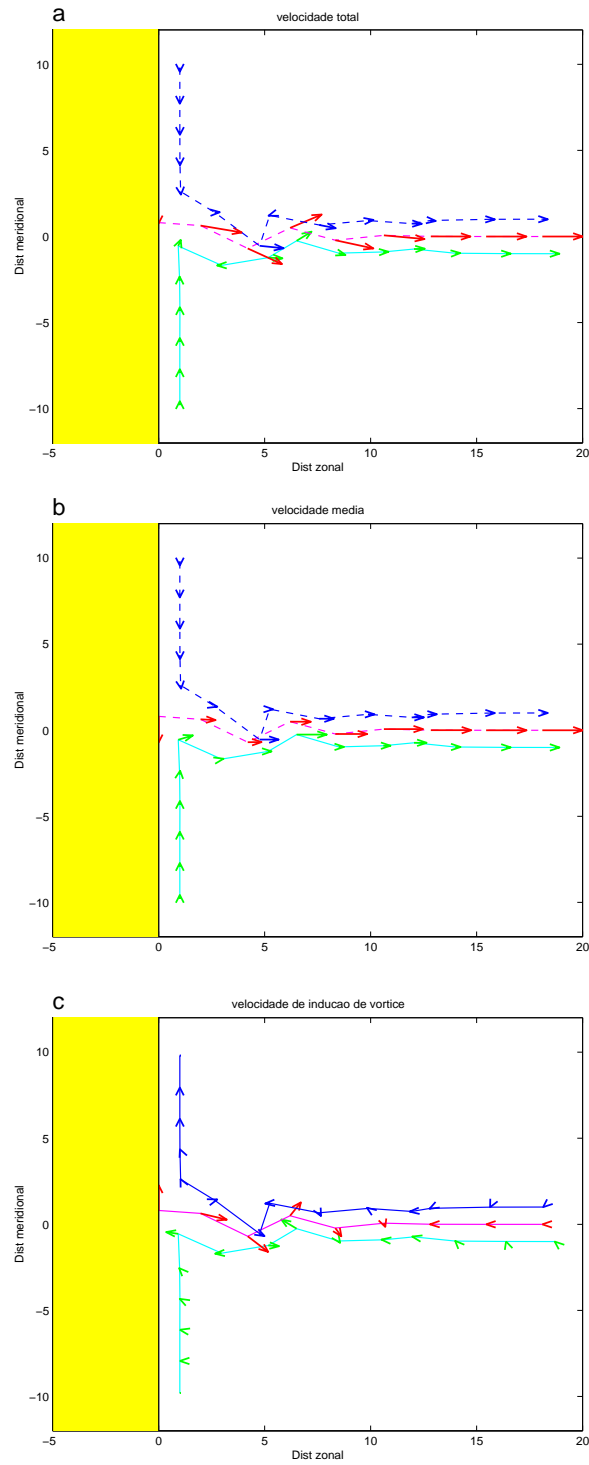 a
velocidade total
10
5
0
−5
−10
Dist meridional
−5 0 5 10 15 20
Dist zonal
b
velocidade media
10
5
0
−5
−10
Dist meridional
−5 0 5 10 15 20
c
velocidade de inducao de vortice
10
5
0
−5
−10
Dist meridional
−5 0 5 10 15 20
Dist zonal